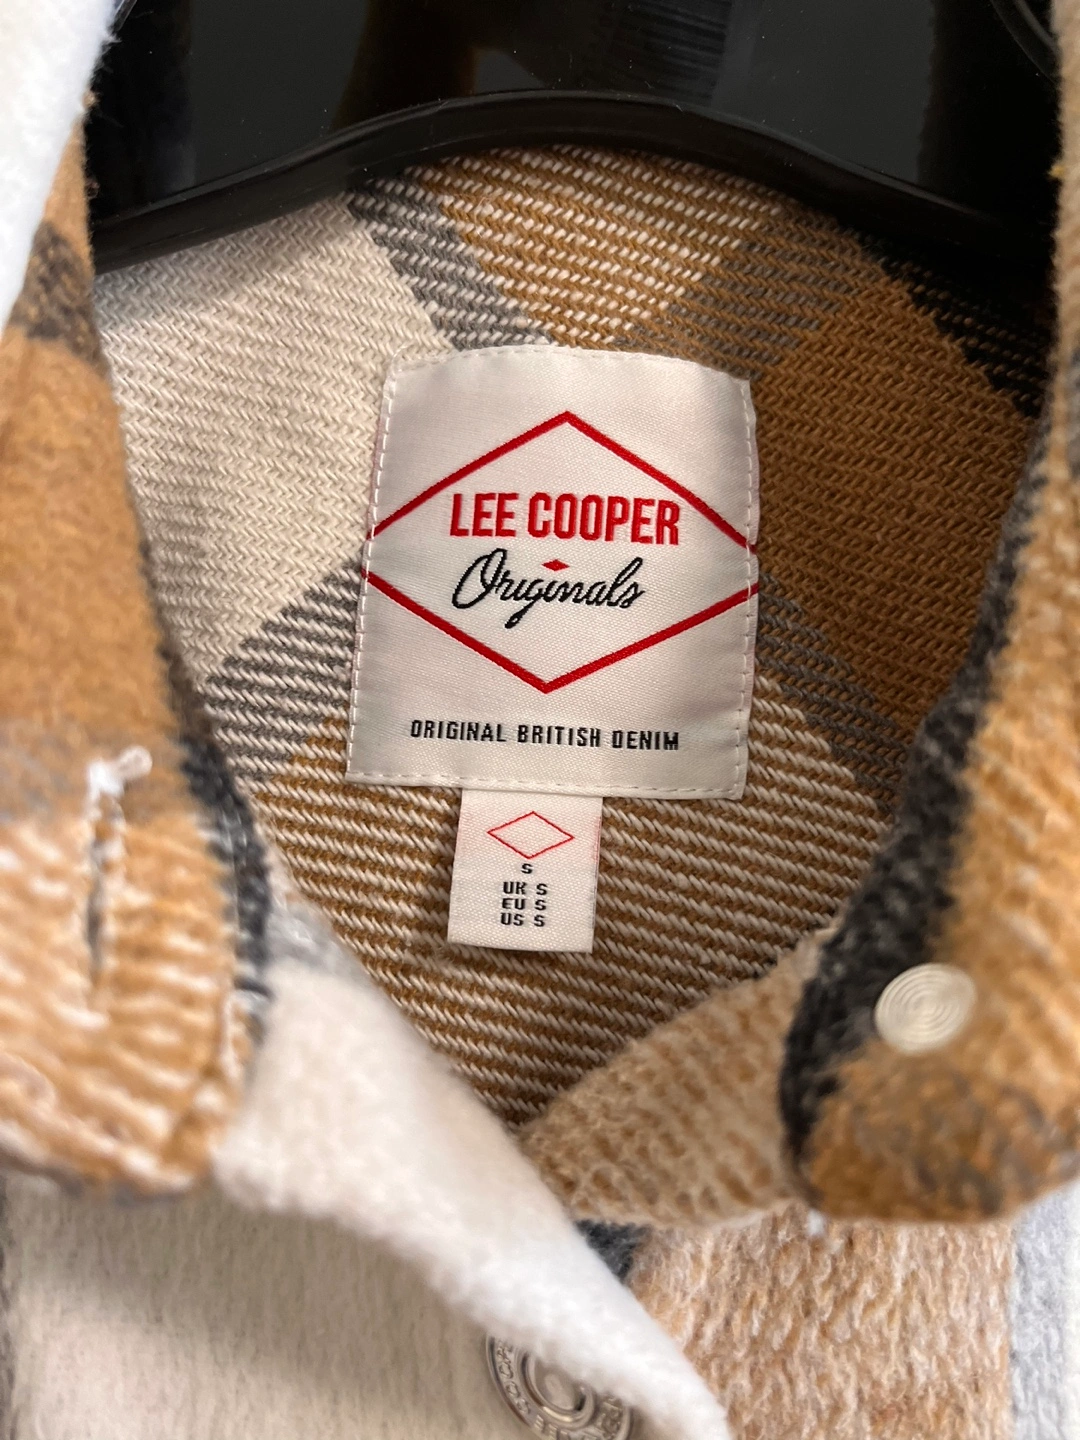 LEE COOPER
Originals
ORIGINAL BRITISH DENIM
S
UK S
EU S
US S